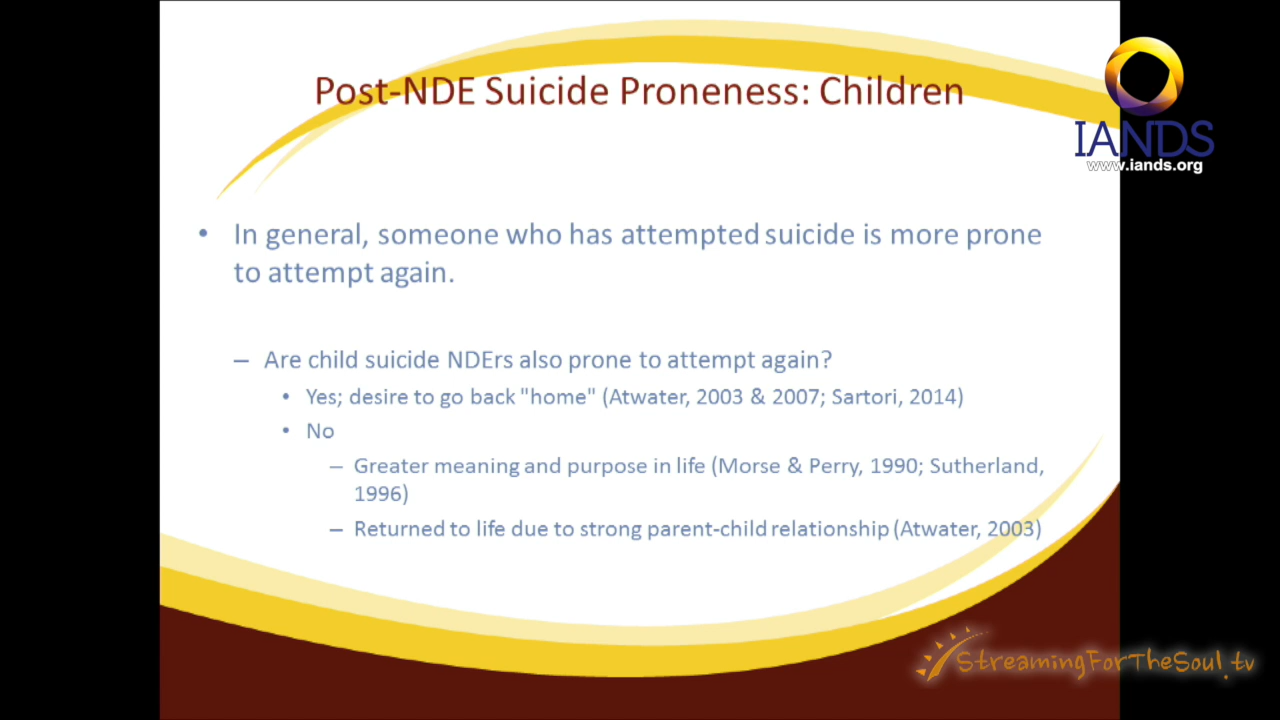 Post-NDE Suicide Proneness: Children
IANDS
www.iands.org
• In general, someone who has attempted suicide is more prone
to attempt again.
– Are child suicide NDErs also prone to attempt again?
• Yes; desire to go back "home" (Atwater, 2003 & 2007; Sartori, 2014)
• No
– Greater meaning and purpose in life (Morse & Perry, 1990; Sutherland,
1996)
– Returned to life due to strong parent-child relationship (Atwater, 2003)
StreamingForTheSoul.tv